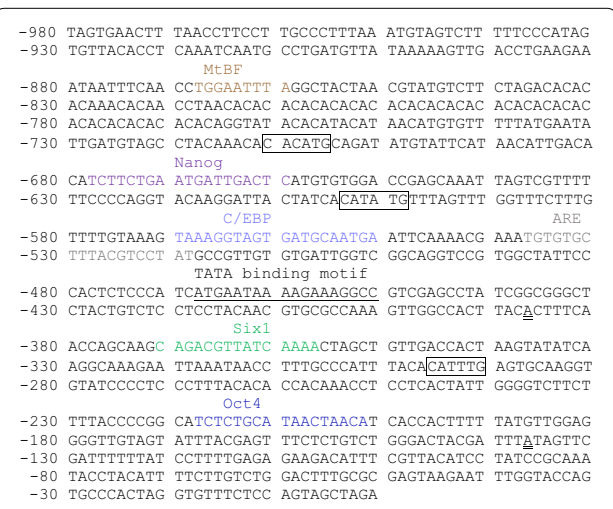 -980 TAGTGAACTT TAACCTTCCT TGCCCTTTAA ATGTAGTCTT TTTCCCATAG
-930 TGTTACACCT CAAATCAATG CCTGATGTTA TAAAAAGTTG ACCTGAAGAA
MtBF
-880 ATAATTTCAA CCTGGAATTT AGGCTACTAA CGTATGTCTT CTAGACACAC
-830 ACAAACACAA CCTAACACAC ACACACACAC ACACACACAC ACACACACAC
-780 ACACACACAC ACACAGGTAT ACACATACAT AACATGTGTT TTTATGAATA
-730 TTGATGTAGC CTACAAACAC ACATGCAGAT ATGTATTCAT AACATTGACA
Nanog
-680 CATCTTCTGA ATGATTGACT CATGTGTGGA CCGAGCAAAT TAGTCGTTTT
-630 TTCCCCAGGT ACAAGGATTA CTATCACATA TGTTTAGTTT GGTTTCTTTG
C/EBP ARE
-580 TTTTGTAAAG TAAAGGTAGT GATGCAATGA ATTCAAAACG AAATGTGTGC
-530 TTTACGTCCT ATGCCGTTGT GTGATTGGTC GGCAGGTCCG TGGCTATTCC
TATA binding motif
-480 CACTCTCCCA TCATGAATAA AAGAAAGGCC GTCGAGCCTA TCGGCGGGCT
-430 CTACTGTCTC CTCCTACAAC GTGCGCCAAA GTTGGCCACT TACACTTTCA
Six1
-380 ACCAGCAAGC AGACGTTATC AAAACTAGCT GTTGACCACT AAGTATATCA
-330 AGGCAAAGAA TTAAATAACC TTTGCCCATT TACACATTTG AGTGCAAGGT
-280 GTATCCCCTC CCTTTACACA CCACAAACCT CCTCACTATT GGGGTCTTCT
Oct4
-230 TTTACCCCGG CATCTCTGCA TAACTAACAT CACCACTTTT TATGTTGGAG
-180 GGGTTGTAGT ATTTACGAGT TTCTCTGTCT GGGACTACGA TTTATAGTTC
-130 GATTTTTTAT CCTTTTGAGA GAAGACATTT CGTTACATCC TATCCGCAAA
-80 TACCTACATT TTCTTGTCTG GACTTTGCGC GAGTAAGAAT TTGGTACCAG
-30 TGCCCACTAG GTGTTTCTCC AGTAGCTAGA